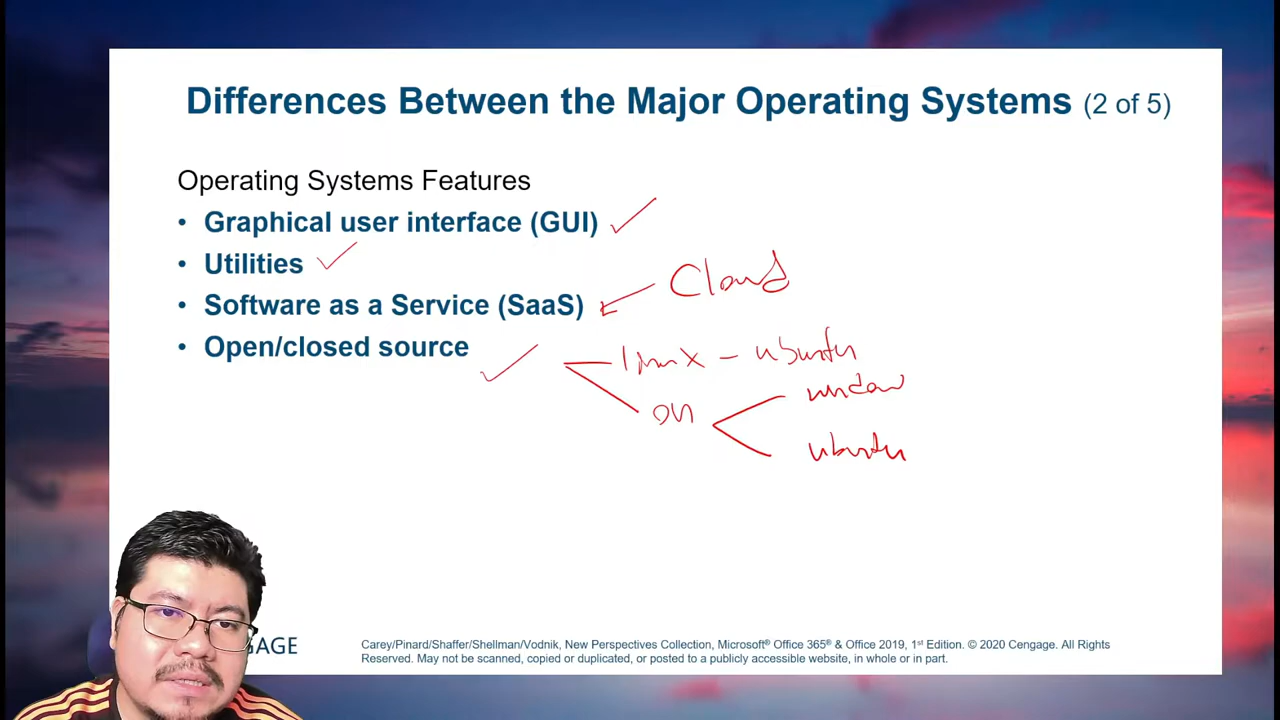 Differences Between the Major Operating Systems (2 of 5)
Operating Systems Features
• Graphical user interface (GUI)
• Utilities
Cloud
• Software as a Service (SaaS)
• Open/closed source
linux - ubuntu
window
ubuntu
GAGE
Carey/Pinard/Shaffer/Shellman/Vodnik, New Perspectives Collection, Microsoft® Office 365® & Office 2019, 1st Edition. © 2020 Cengage. All Rights
Reserved. May not be scanned, copied or duplicated, or posted to a publicly accessible website, in whole or in part.